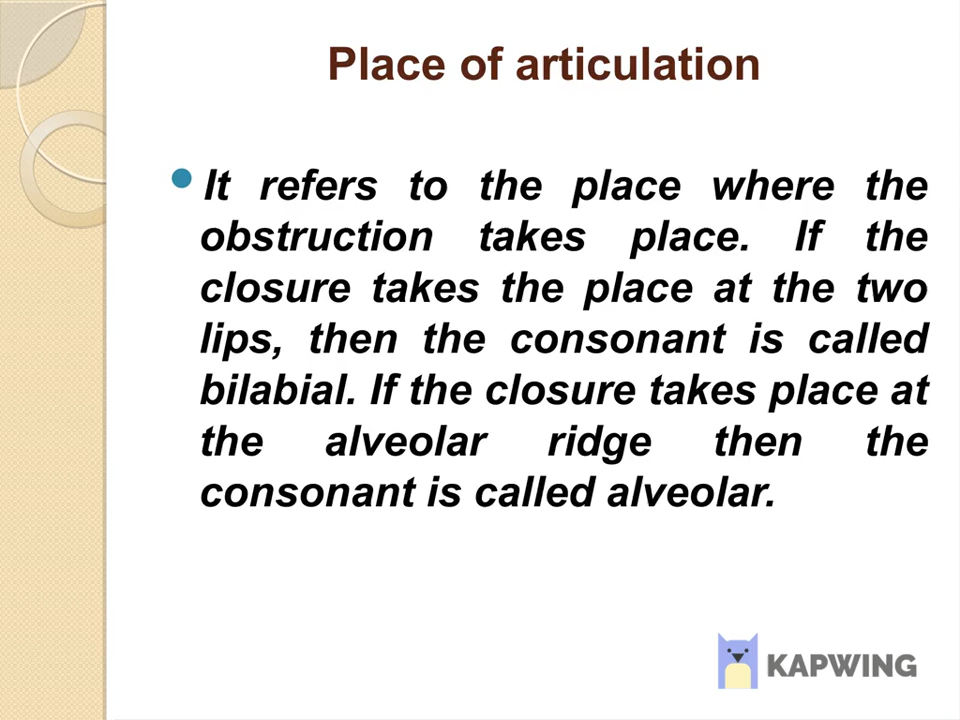 Place of articulation
It refers to the place where the
obstruction takes place. If the
closure takes the place at the two
lips, then the consonant is called
bilabial. If the closure takes place at
the alveolar ridge then the
consonant is called alveolar.
KAPWING